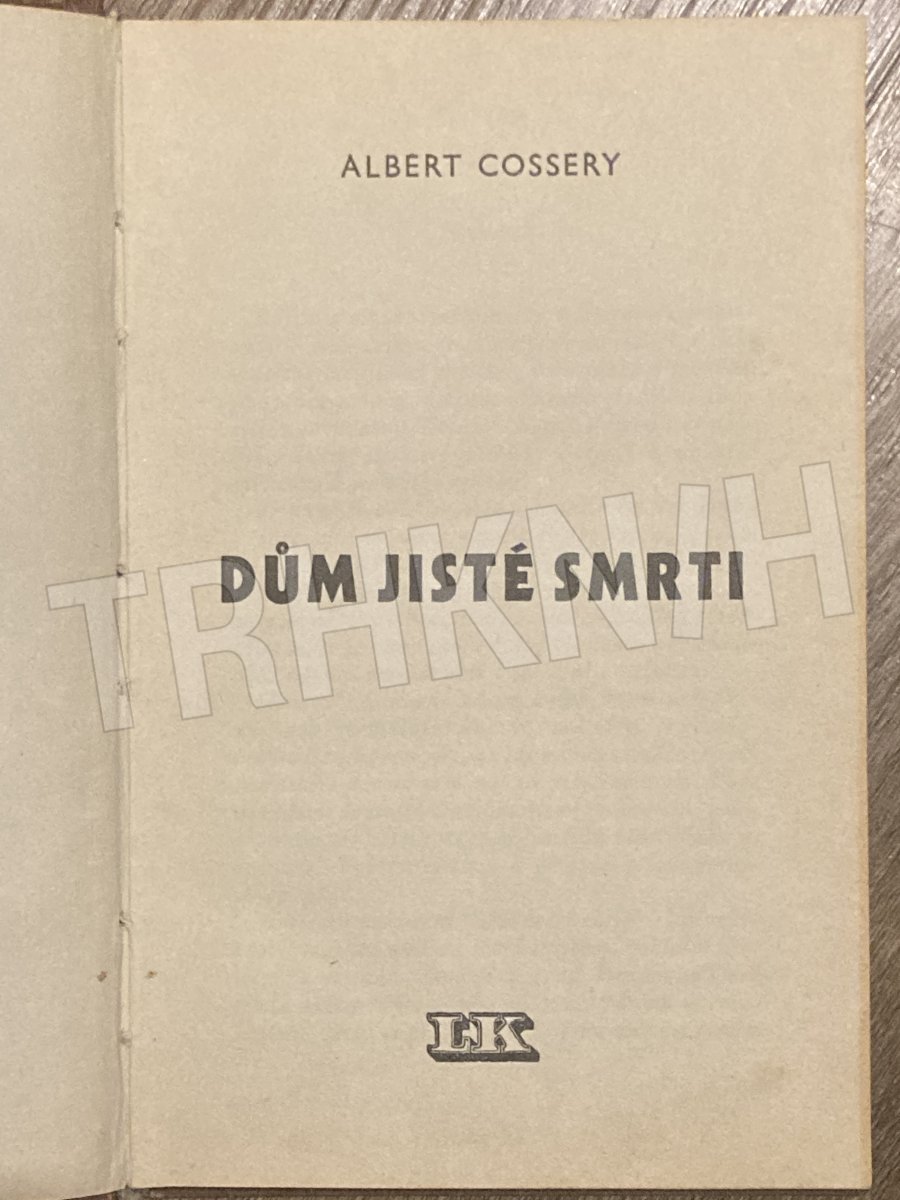 ALBERT COSSERY
DŮM JISTÉ SMRTI
TRHKNIH
LK